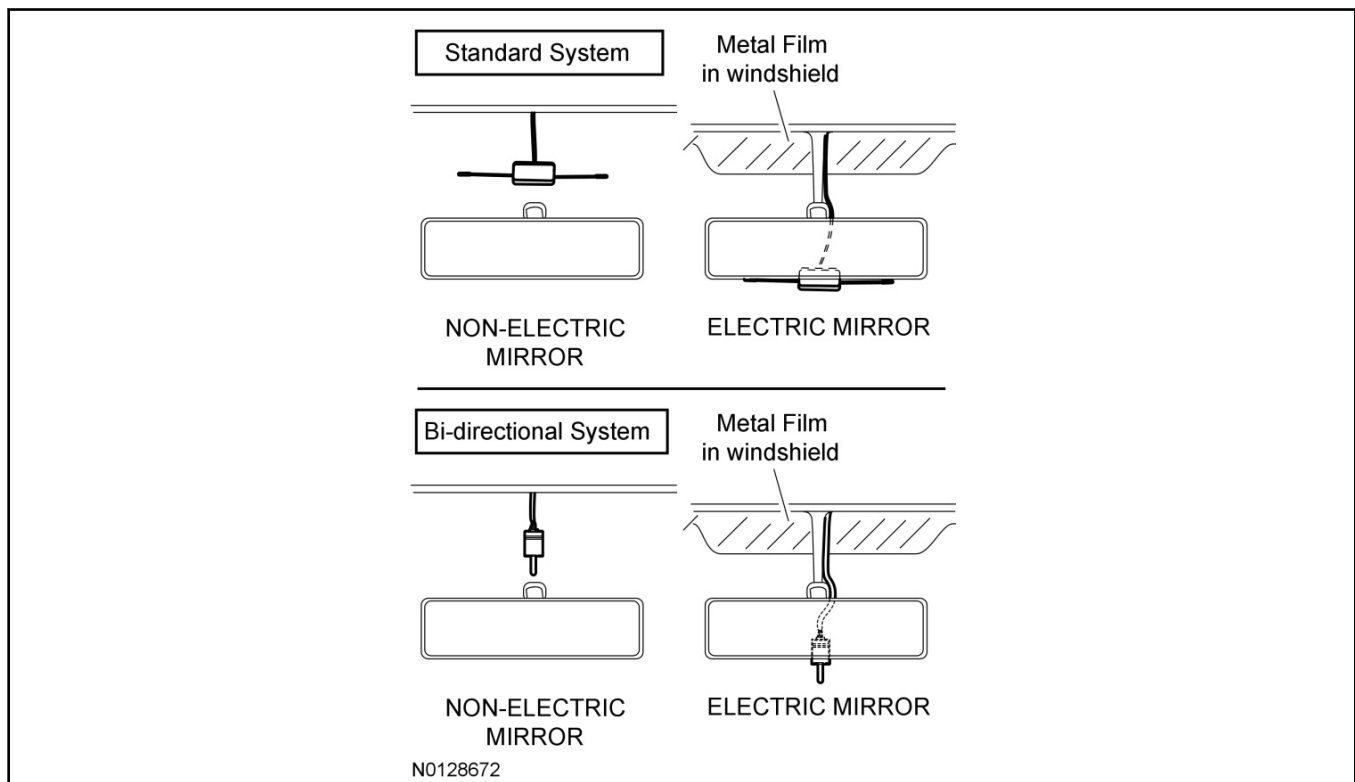 Standard System
Metal Film
in windshield
NON-ELECTRIC
MIRROR
ELECTRIC MIRROR
Bi-directional System
Metal Film
in windshield
NON-ELECTRIC
MIRROR
ELECTRIC MIRROR
N0128672